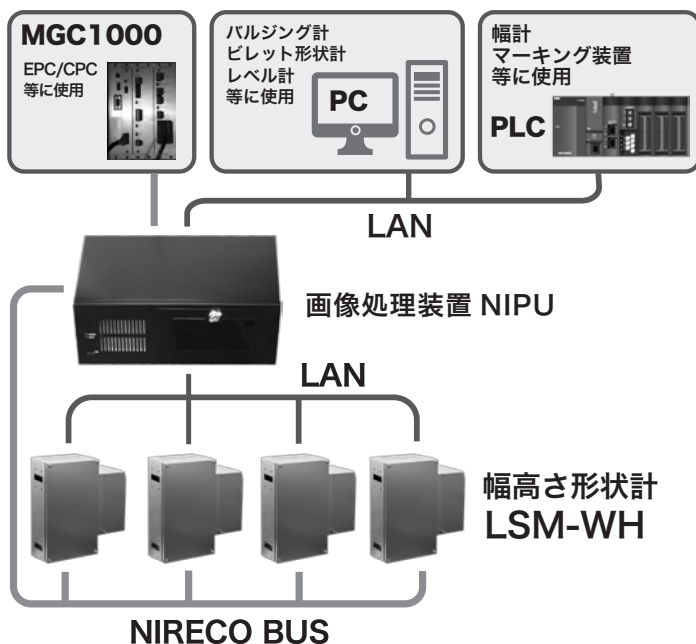 MGC1000
EPC/CPC
等に使用
バルジング計
ビレット形状計
レベル計
等に使用
PC
幅計
マーキング装置
等に使用
PLC
LAN
画像処理装置 NIPU
LAN
幅高さ形状計
LSM-WH
NIRECO BUS